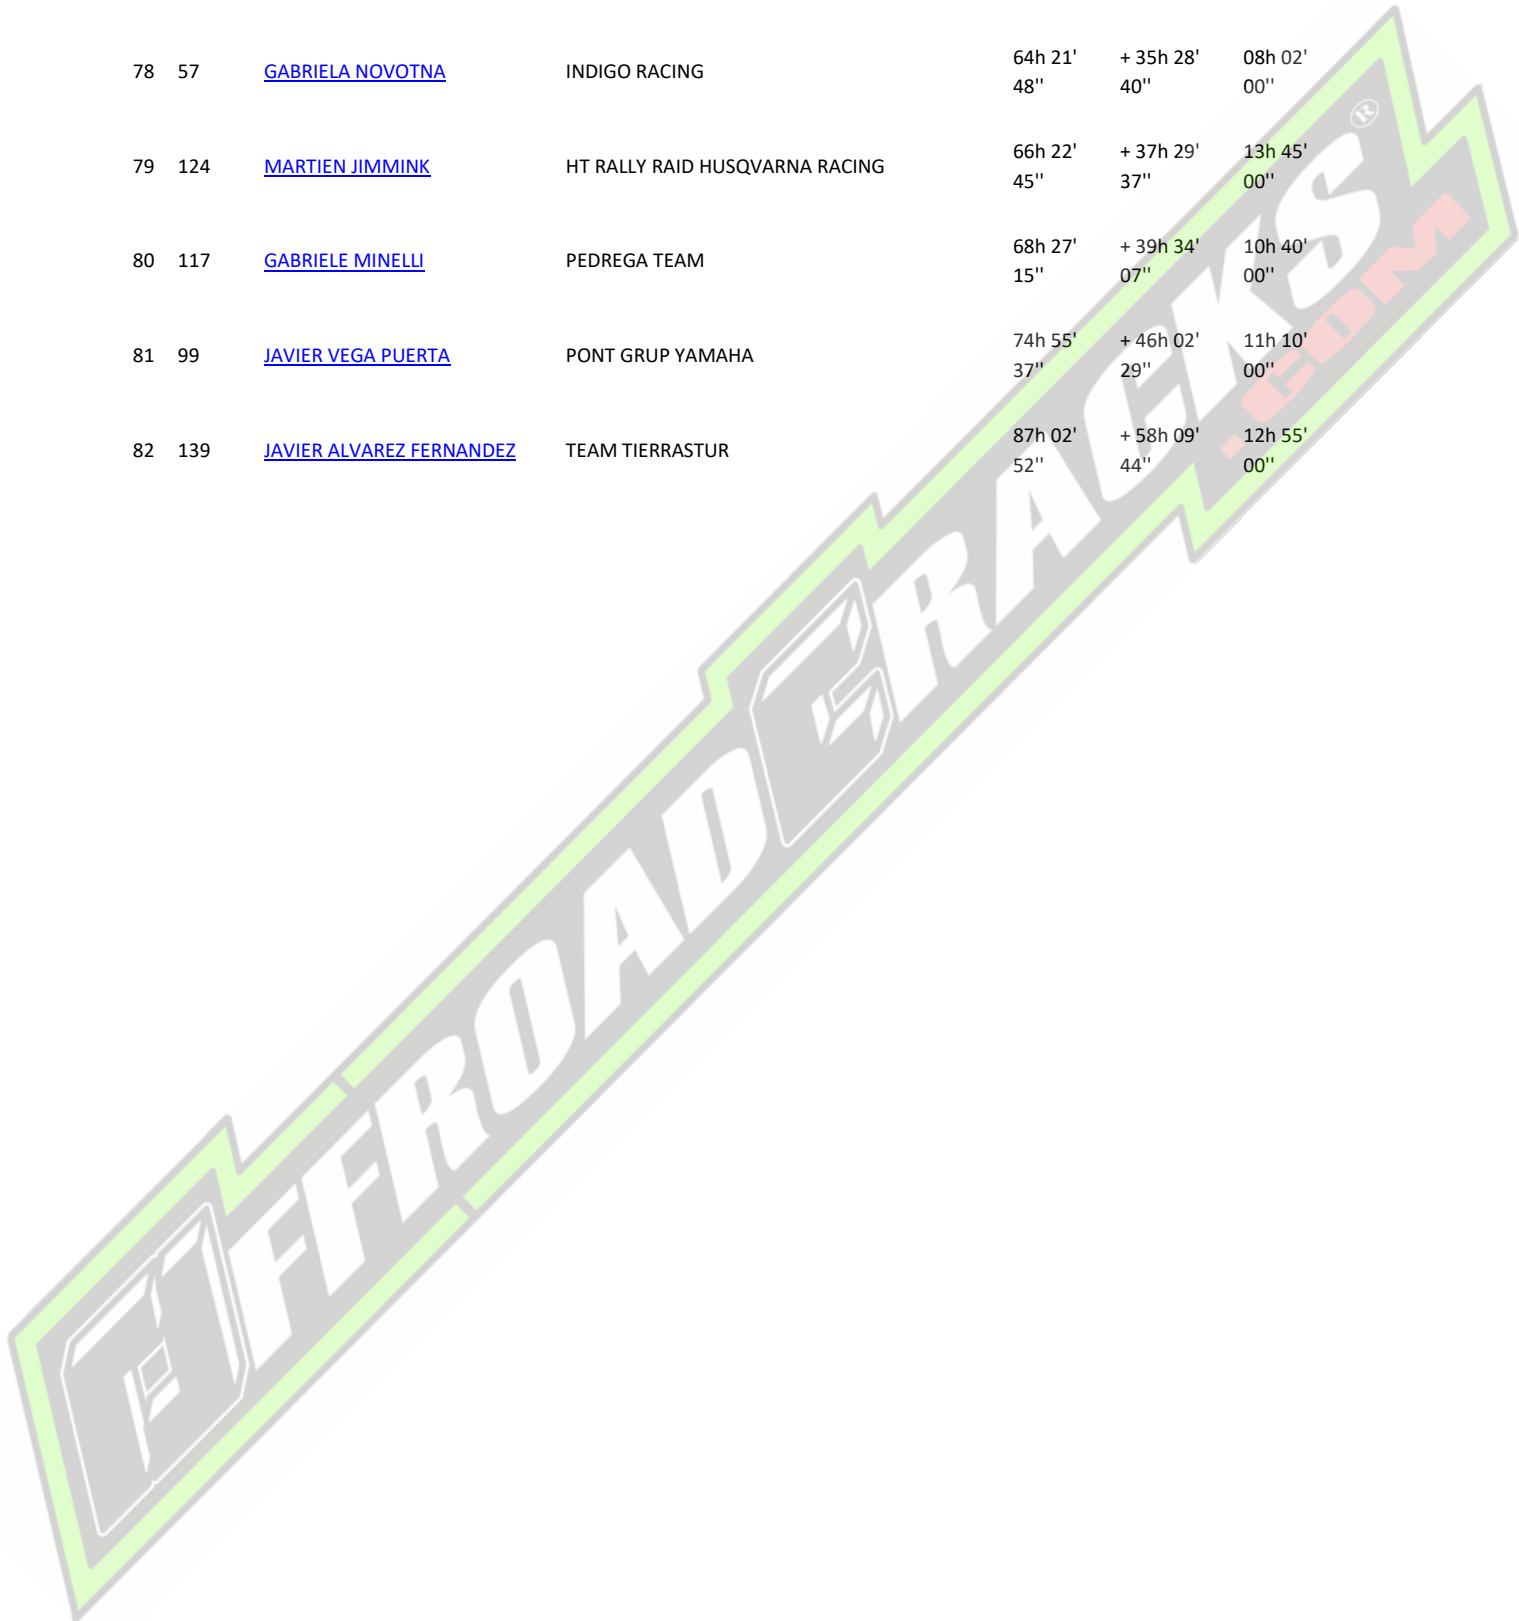 78 57 GABRIELA NOVOTNA INDIGO RACING 64h 21' 48'' + 35h 28' 40'' 08h 02' 00''
79 124 MARTIEN JIMMINK HT RALLY RAID HUSQVARNA RACING 66h 22' 45'' + 37h 29' 37'' 13h 45' 00''
80 117 GABRIELE MINELLI PEDREGA TEAM 68h 27' 15'' + 39h 34' 07'' 10h 40' 00''
81 99 JAVIER VEGA PUERTA PONT GRUP YAMAHA 74h 55' 37'' + 46h 02' 29'' 11h 10' 00''
82 139 JAVIER ALVAREZ FERNANDEZ TEAM TIERRASTUR 87h 02' 52'' + 58h 09' 44'' 12h 55' 00''
OFFROADCRACKS
.COM
®